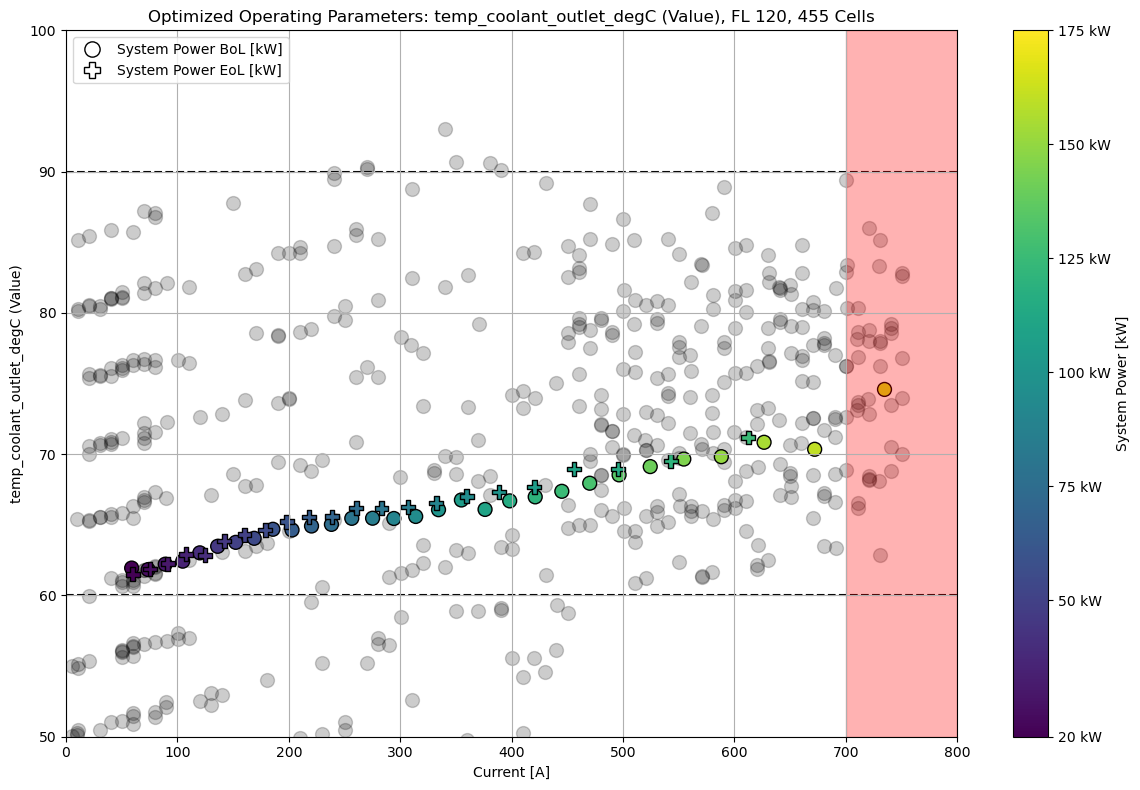 Optimized Operating Parameters: temp_coolant_outlet_degC (Value), FL 120, 455 Cells
System Power BoL [kW]
System Power EoL [kW]
temp_coolant_outlet_degC (Value)
100
90
80
70
60
50
0
100
200
300
400
500
600
700
800
Current [A]
175 kW
150 kW
125 kW
100 kW
75 kW
50 kW
20 kW
System Power [kW]